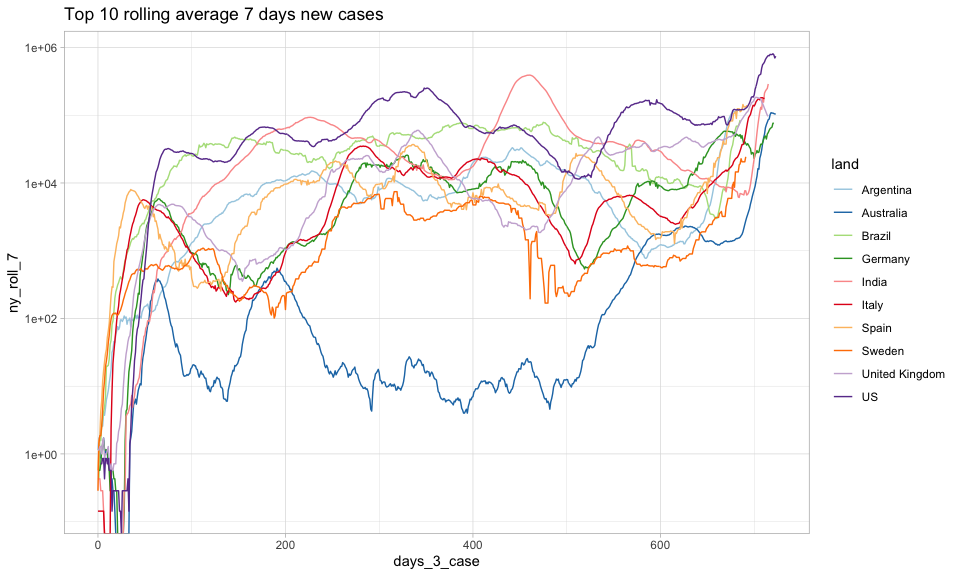 Top 10 rolling average 7 days new cases
1e+06
1e+04
1e+02
1e+00
ny_roll_7
0
200
400
600
days_3_case
land
Argentina
Australia
Brazil
Germany
India
Italy
Spain
Sweden
United Kingdom
US